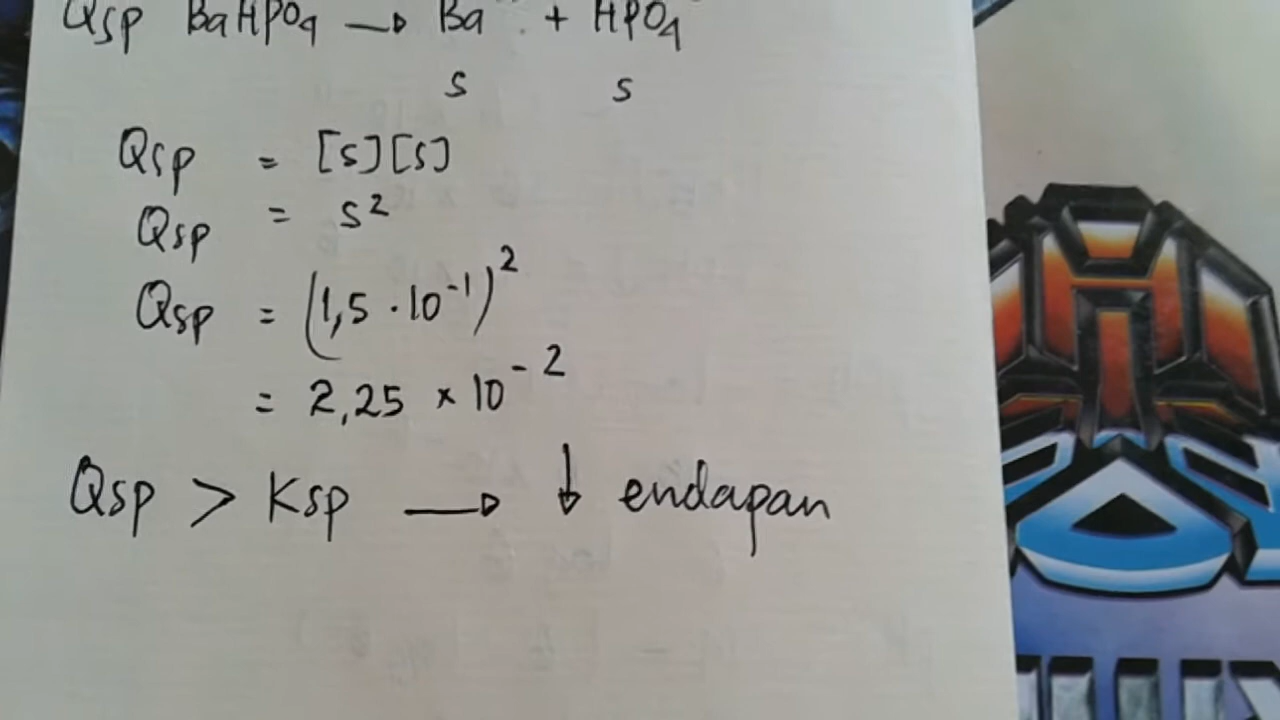 Qsp BaHPO4 → Ba + HPO4
s s
Qsp = [s][s]
Qsp = s²
Qsp = (1,5 · 10⁻¹)²
= 2,25 × 10⁻²
Qsp > Ksp → ↓ endapan